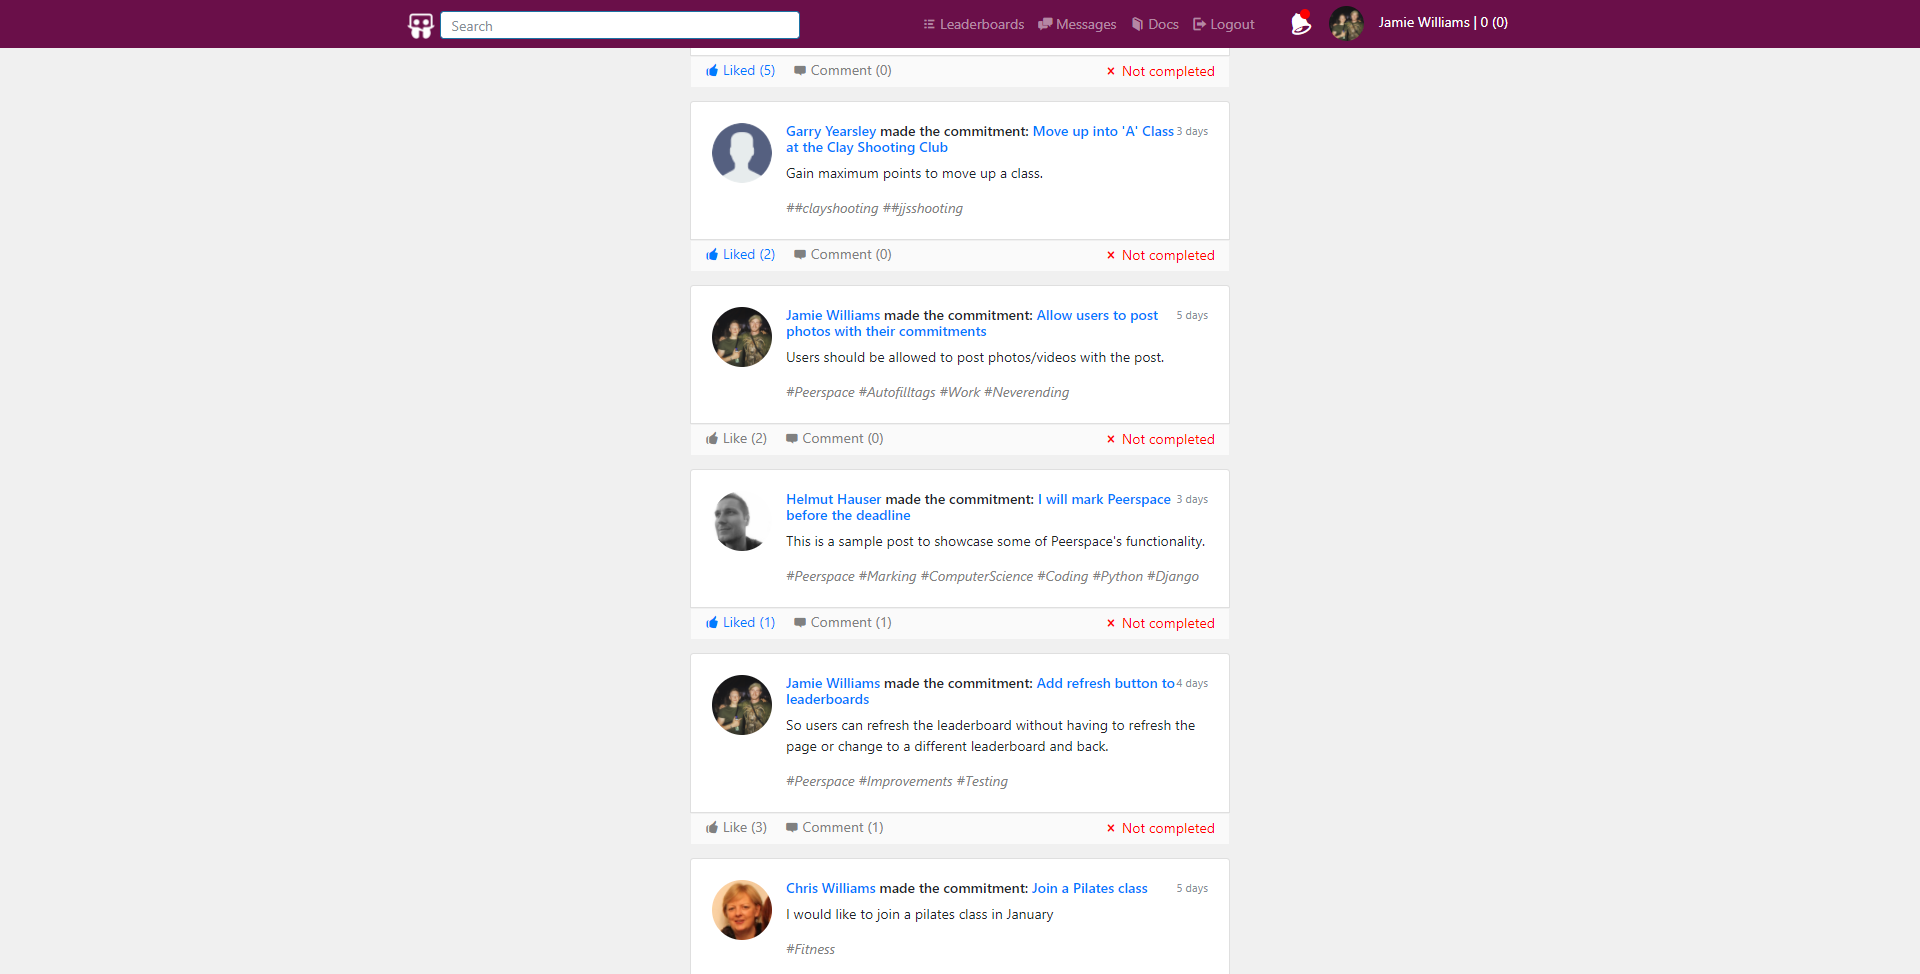 Search
Leaderboards Messages Docs Logout Jamie Williams | 0 (0)
Liked (5) Comment (0) × Not completed
Garry Yearsley made the commitment: Move up into 'A' Class 3 days
at the Clay Shooting Club
Gain maximum points to move up a class.
##clayshooting ##jjsshooting
Liked (2) Comment (0) × Not completed
Jamie Williams made the commitment: Allow users to post 5 days
photos with their commitments
Users should be allowed to post photos/videos with the post.
#Peerspace #Autofilltags #Work #Neverending
Like (2) Comment (0) × Not completed
Helmut Hauser made the commitment: I will mark Peerspace 3 days
before the deadline
This is a sample post to showcase some of Peerspace's functionality.
#Peerspace #Marking #ComputerScience #Coding #Python #Django
Liked (1) Comment (1) × Not completed
Jamie Williams made the commitment: Add refresh button to 4 days
leaderboards
So users can refresh the leaderboard without having to refresh the
page or change to a different leaderboard and back.
#Peerspace #Improvements #Testing
Like (3) Comment (1) × Not completed
Chris Williams made the commitment: Join a Pilates class 5 days
I would like to join a pilates class in January
#Fitness